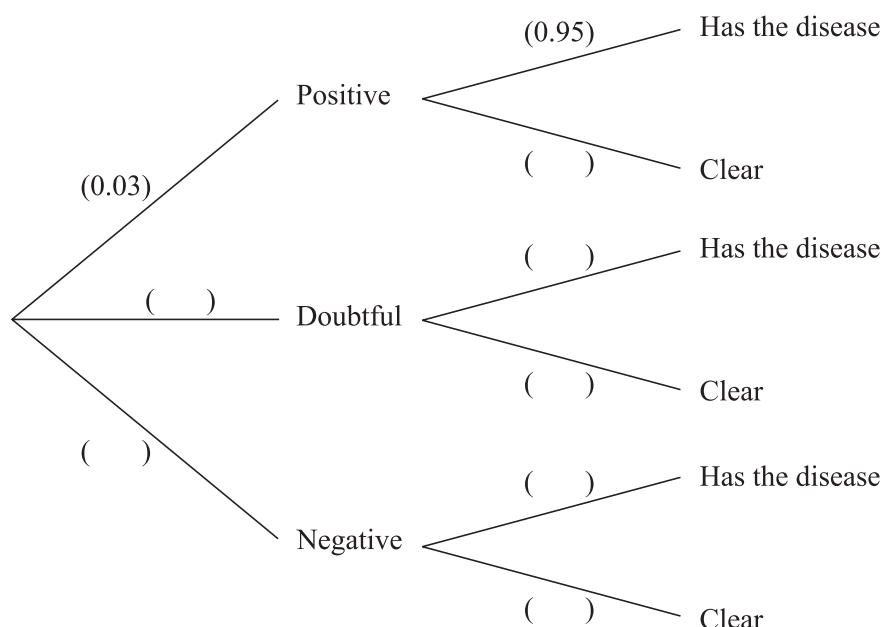 (0.95)
Has the disease
Positive
( )
Clear
(0.03)
( )
Has the disease
( )
Doubtful
( )
Clear
( )
( )
Has the disease
Negative
( )
Clear